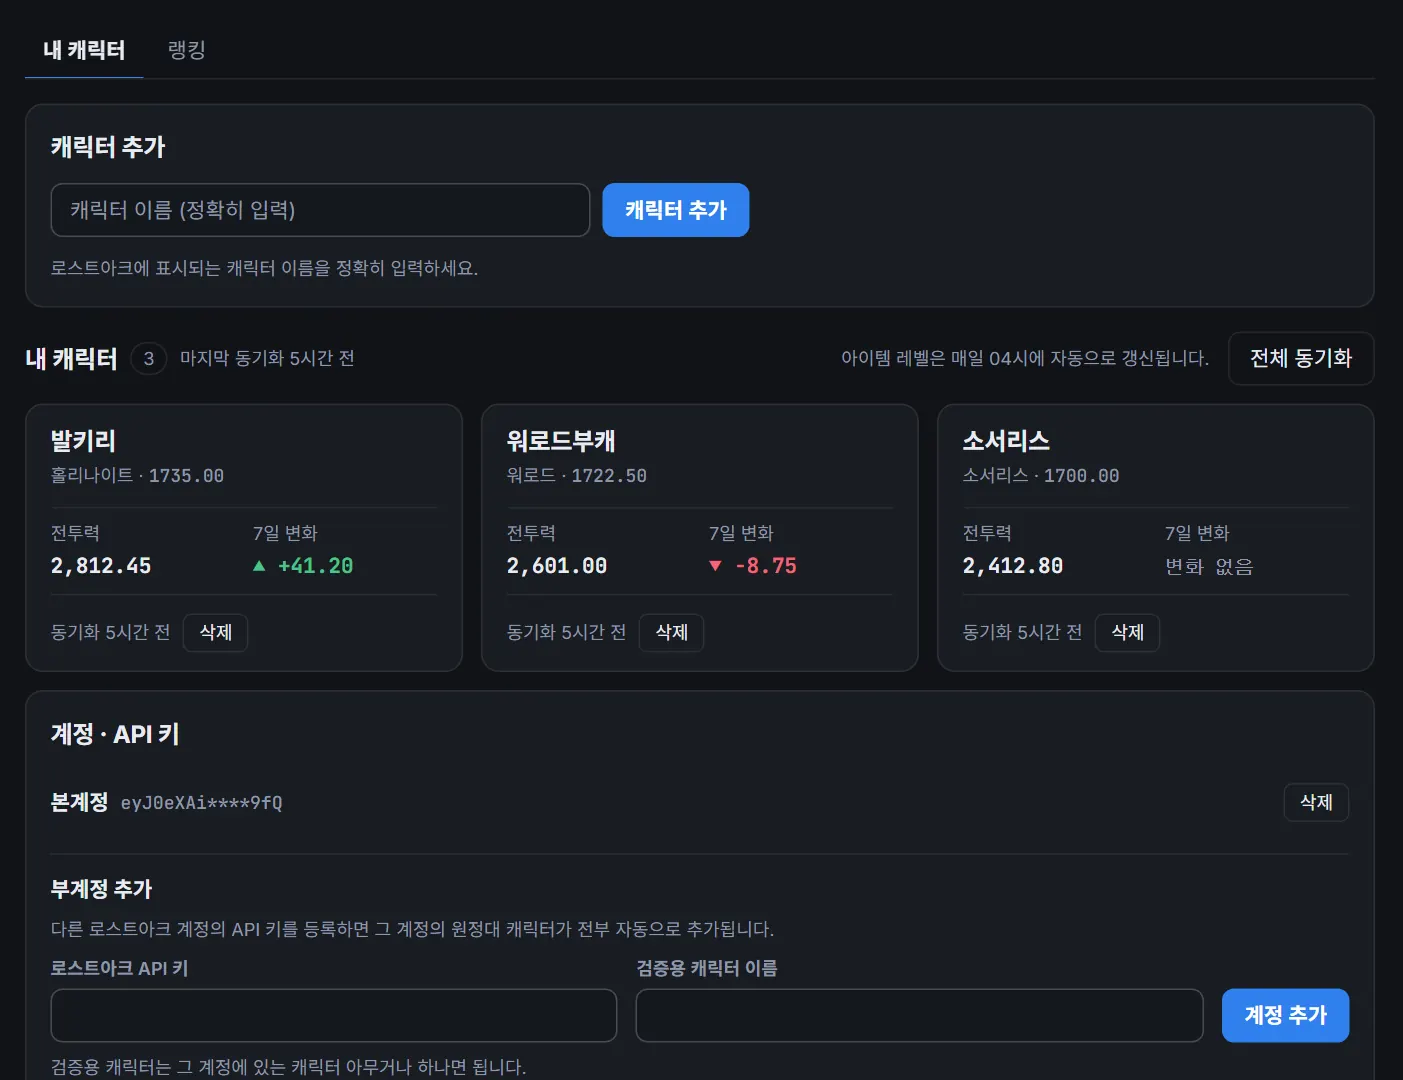 내 캐릭터 랭킹
캐릭터 추가
캐릭터 이름 (정확히 입력) 캐릭터 추가
로스트아크에 표시되는 캐릭터 이름을 정확히 입력하세요.
내 캐릭터 3 마지막 동기화 5시간 전 아이템 레벨은 매일 04시에 자동으로 갱신됩니다. 전체 동기화
발키리
홀리나이트 · 1735.00
전투력 7일 변화
2,812.45 ▲ +41.20
동기화 5시간 전 삭제
워로드부캐
워로드 · 1722.50
전투력 7일 변화
2,601.00 ▼ -8.75
동기화 5시간 전 삭제
소서리스
소서리스 · 1700.00
전투력 7일 변화
2,412.80 변화 없음
동기화 5시간 전 삭제
계정 · API 키
본계정 eyJ0eXAi****9fQ 삭제
부계정 추가
다른 로스트아크 계정의 API 키를 등록하면 그 계정의 원정대 캐릭터가 전부 자동으로 추가됩니다.
로스트아크 API 키 검증용 캐릭터 이름
계정 추가
검증용 캐릭터는 그 계정에 있는 캐릭터 아무거나 하나면 됩니다.